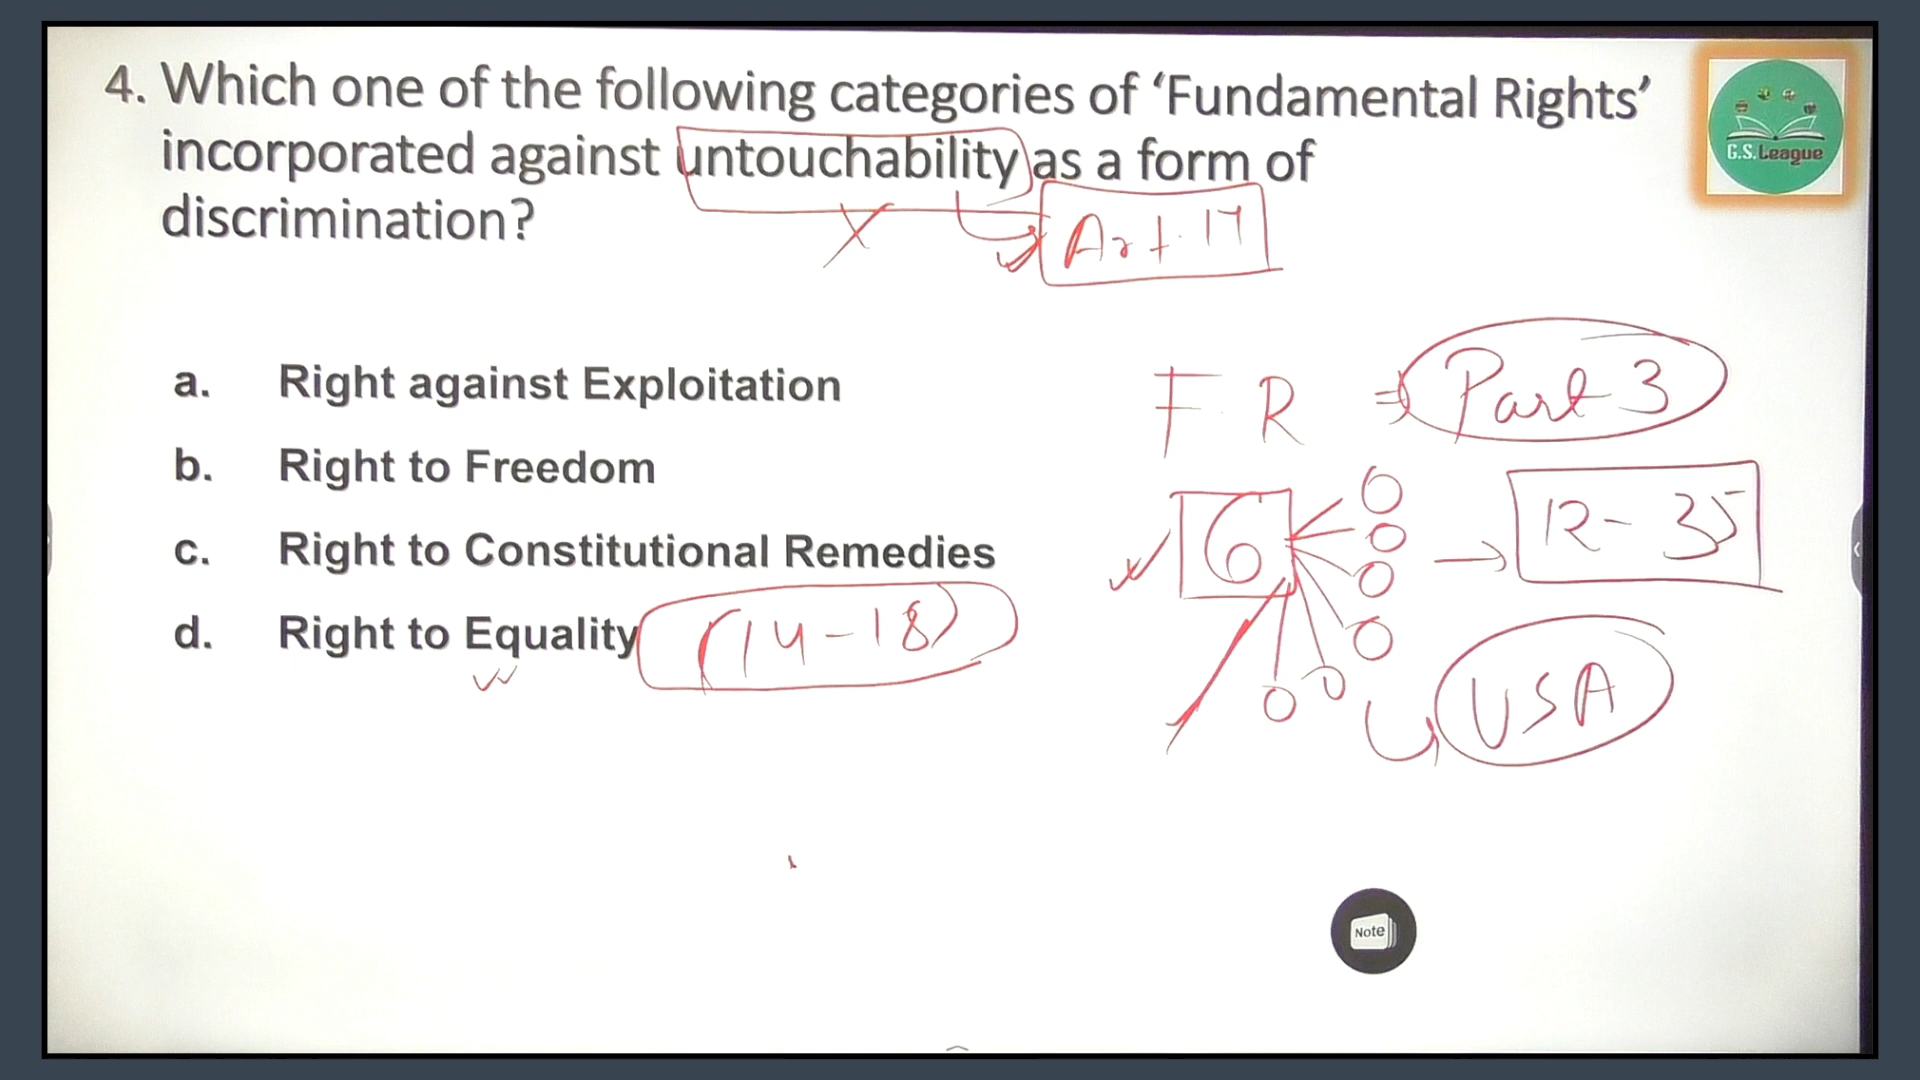 4. Which one of the following categories of ‘Fundamental Rights’
incorporated against untouchability as a form of
discrimination?
Art. 17
G.S.League
a. Right against Exploitation
b. Right to Freedom
c. Right to Constitutional Remedies
d. Right to Equality (14-18)
F R ⇒ Part 3
6 → 12-35
USA
Note